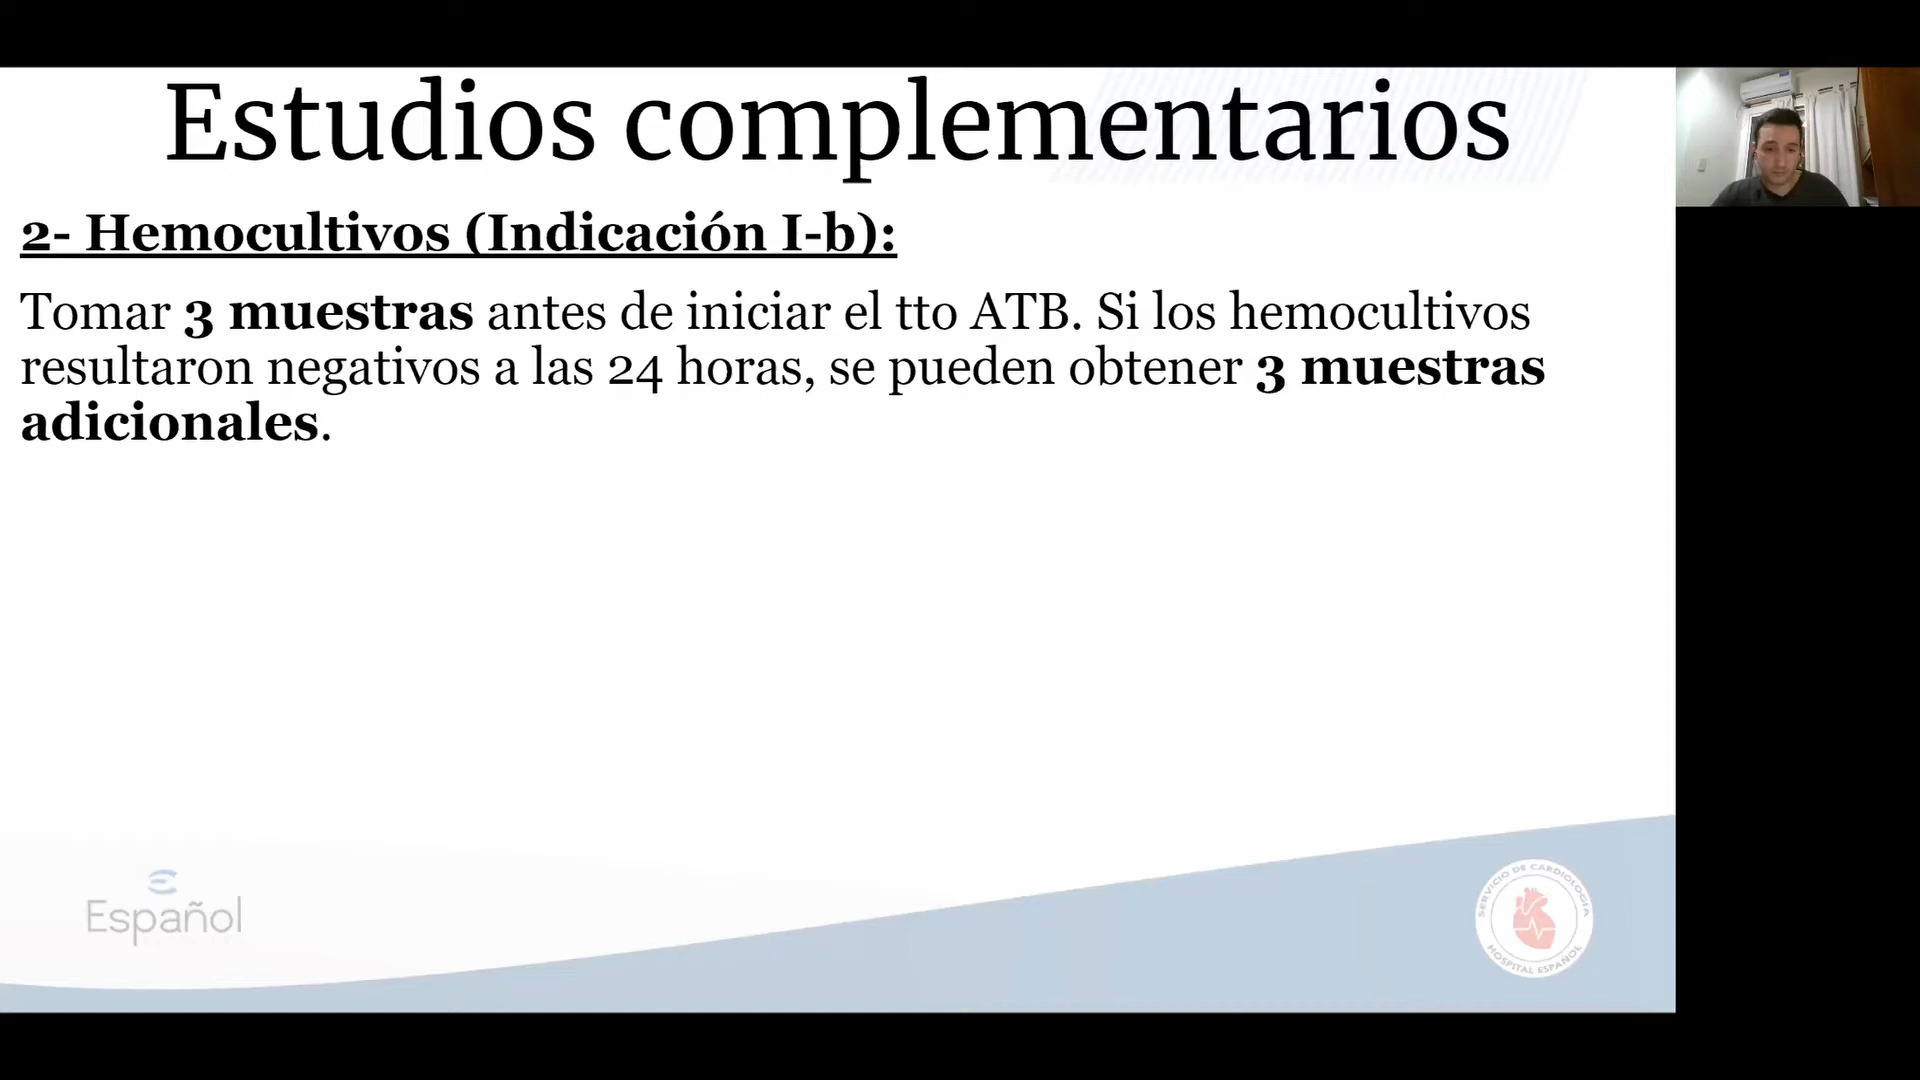 Estudios complementarios
2- Hemocultivos (Indicación I-b):
Tomar 3 muestras antes de iniciar el tto ATB. Si los hemocultivos
resultaron negativos a las 24 horas, se pueden obtener 3 muestras
adicionales.
Español
SERVICIO DE CARDIOLOGÍA
HOSPITAL ESPAÑOL